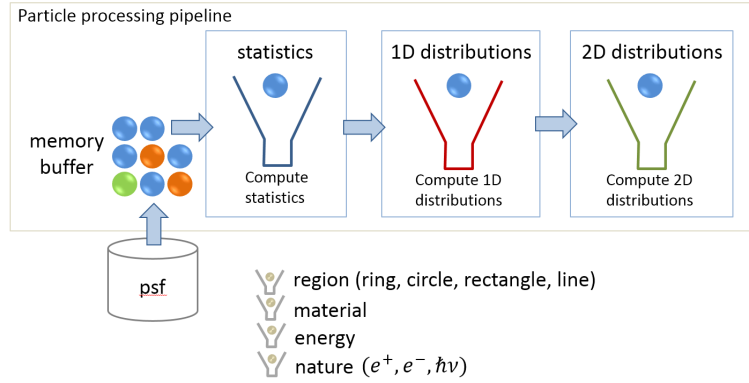 Particle processing pipeline
statistics
1D distributions
2D distributions
memory
buffer
Compute
statistics
Compute 1D
distributions
Compute 2D
distributions
psf
region (ring, circle, rectangle, line)
material
energy
nature (e⁺, e⁻, ℏν)